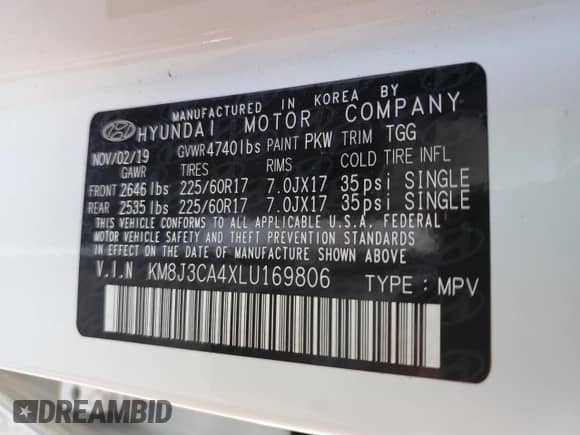 MANUFACTURED IN KOREA BY
HYUNDAI MOTOR COMPANY
NOV/02/19 GVWR 4740lbs PAINT PKW TRIM TGG
GAWR TIRES RIMS COLD TIRE INFL
FRONT 2646 lbs 225/60R17 7.0JX17 35psi SINGLE
REAR 2535 lbs 225/60R17 7.0JX17 35psi SINGLE
THIS VEHICLE CONFORMS TO ALL APPLICABLE U.S.A. FEDERAL
MOTOR VEHICLE SAFETY AND THEFT PREVENTION STANDARDS
IN EFFECT ON THE DATE OF MANUFACTURE SHOWN ABOVE.
V.I.N KM8J3CA4XLU169806 TYPE : MPV
DREAMBID